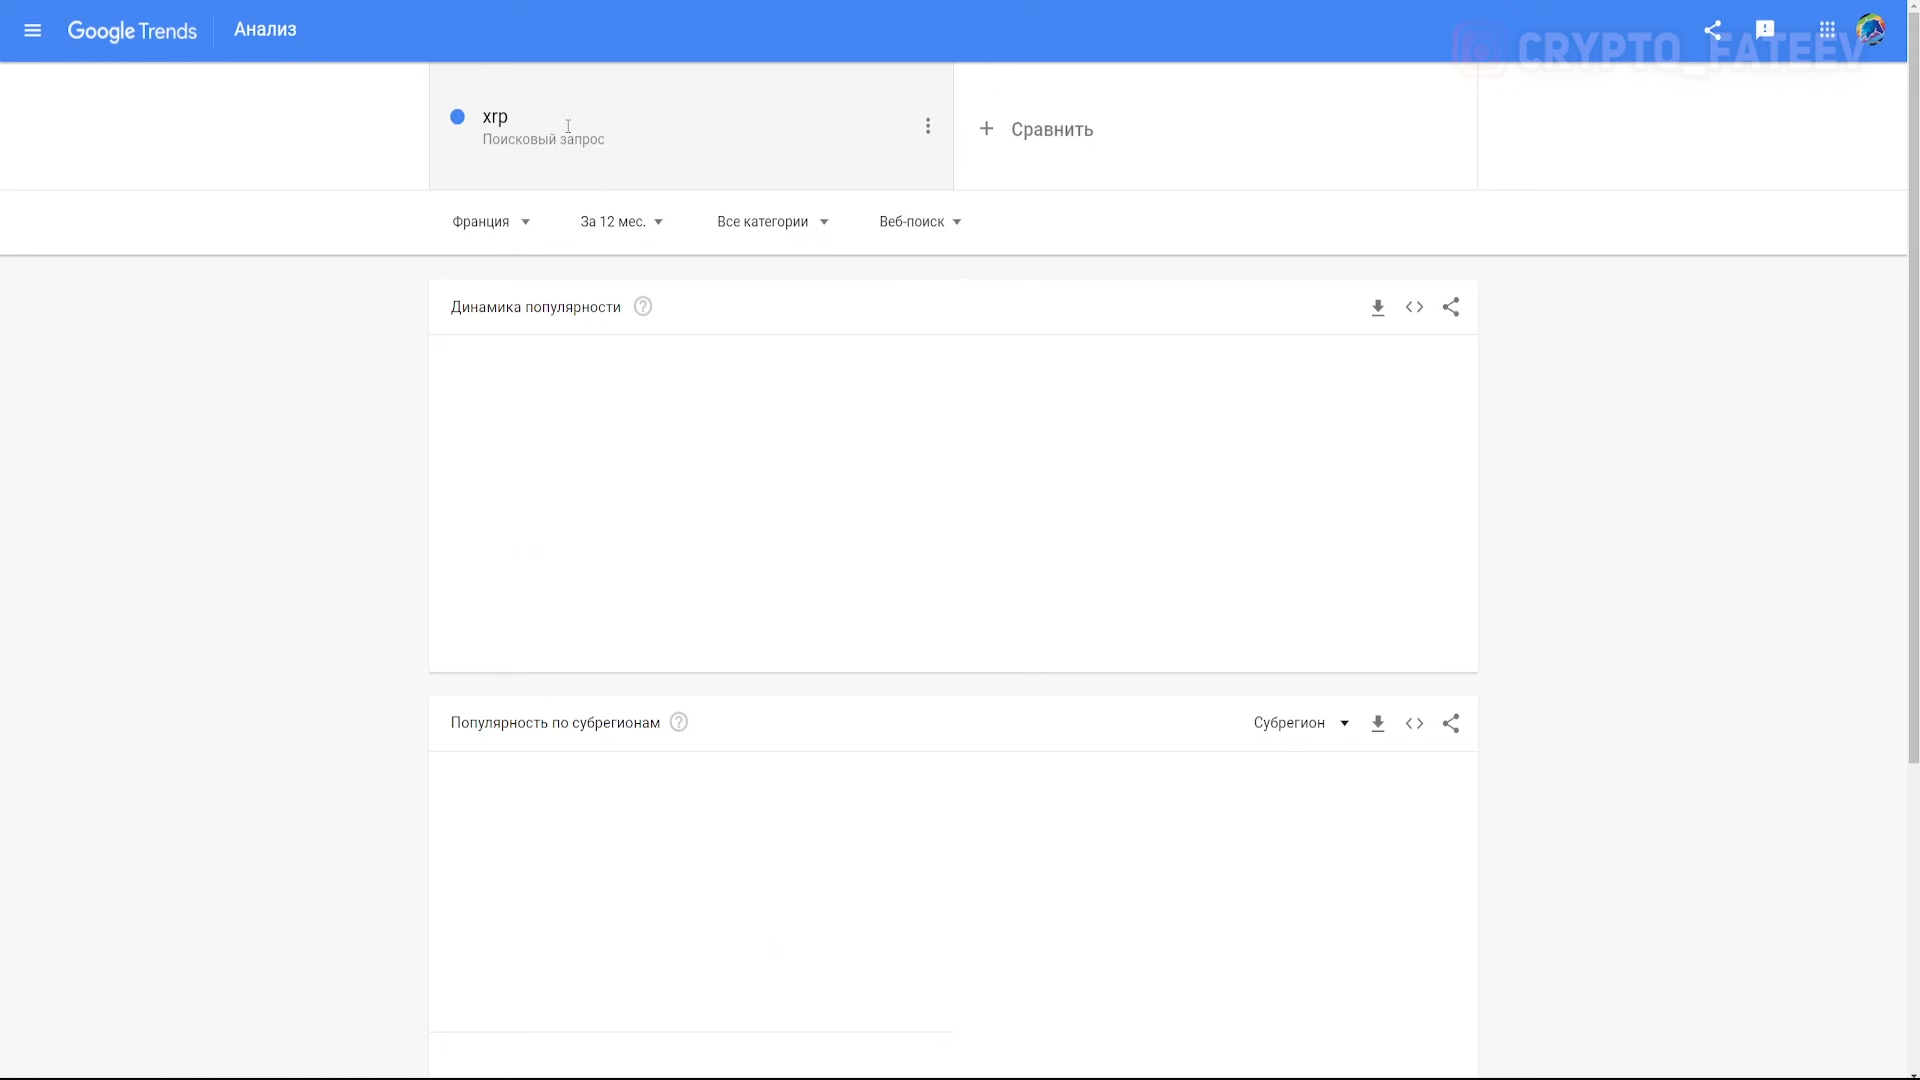 Google Trends
Анализ
CRYPTO_FATEEV
xrp
Поисковый запрос
+ Сравнить
Франция
За 12 мес.
Все категории
Веб-поиск
Динамика популярности ?
Популярность по субрегионам ?
Субрегион